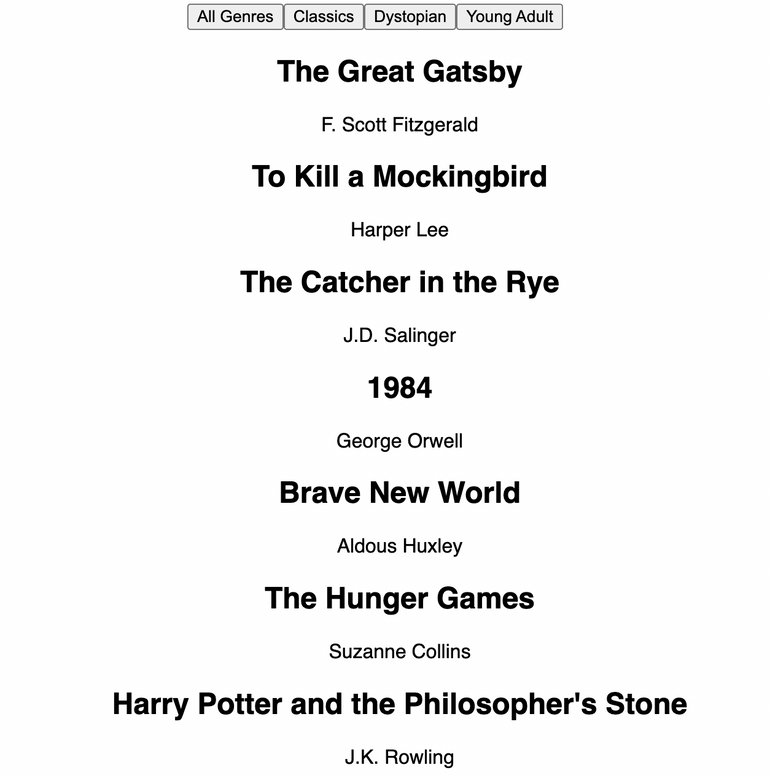 All Genres Classics Dystopian Young Adult
The Great Gatsby
F. Scott Fitzgerald
To Kill a Mockingbird
Harper Lee
The Catcher in the Rye
J.D. Salinger
1984
George Orwell
Brave New World
Aldous Huxley
The Hunger Games
Suzanne Collins
Harry Potter and the Philosopher's Stone
J.K. Rowling